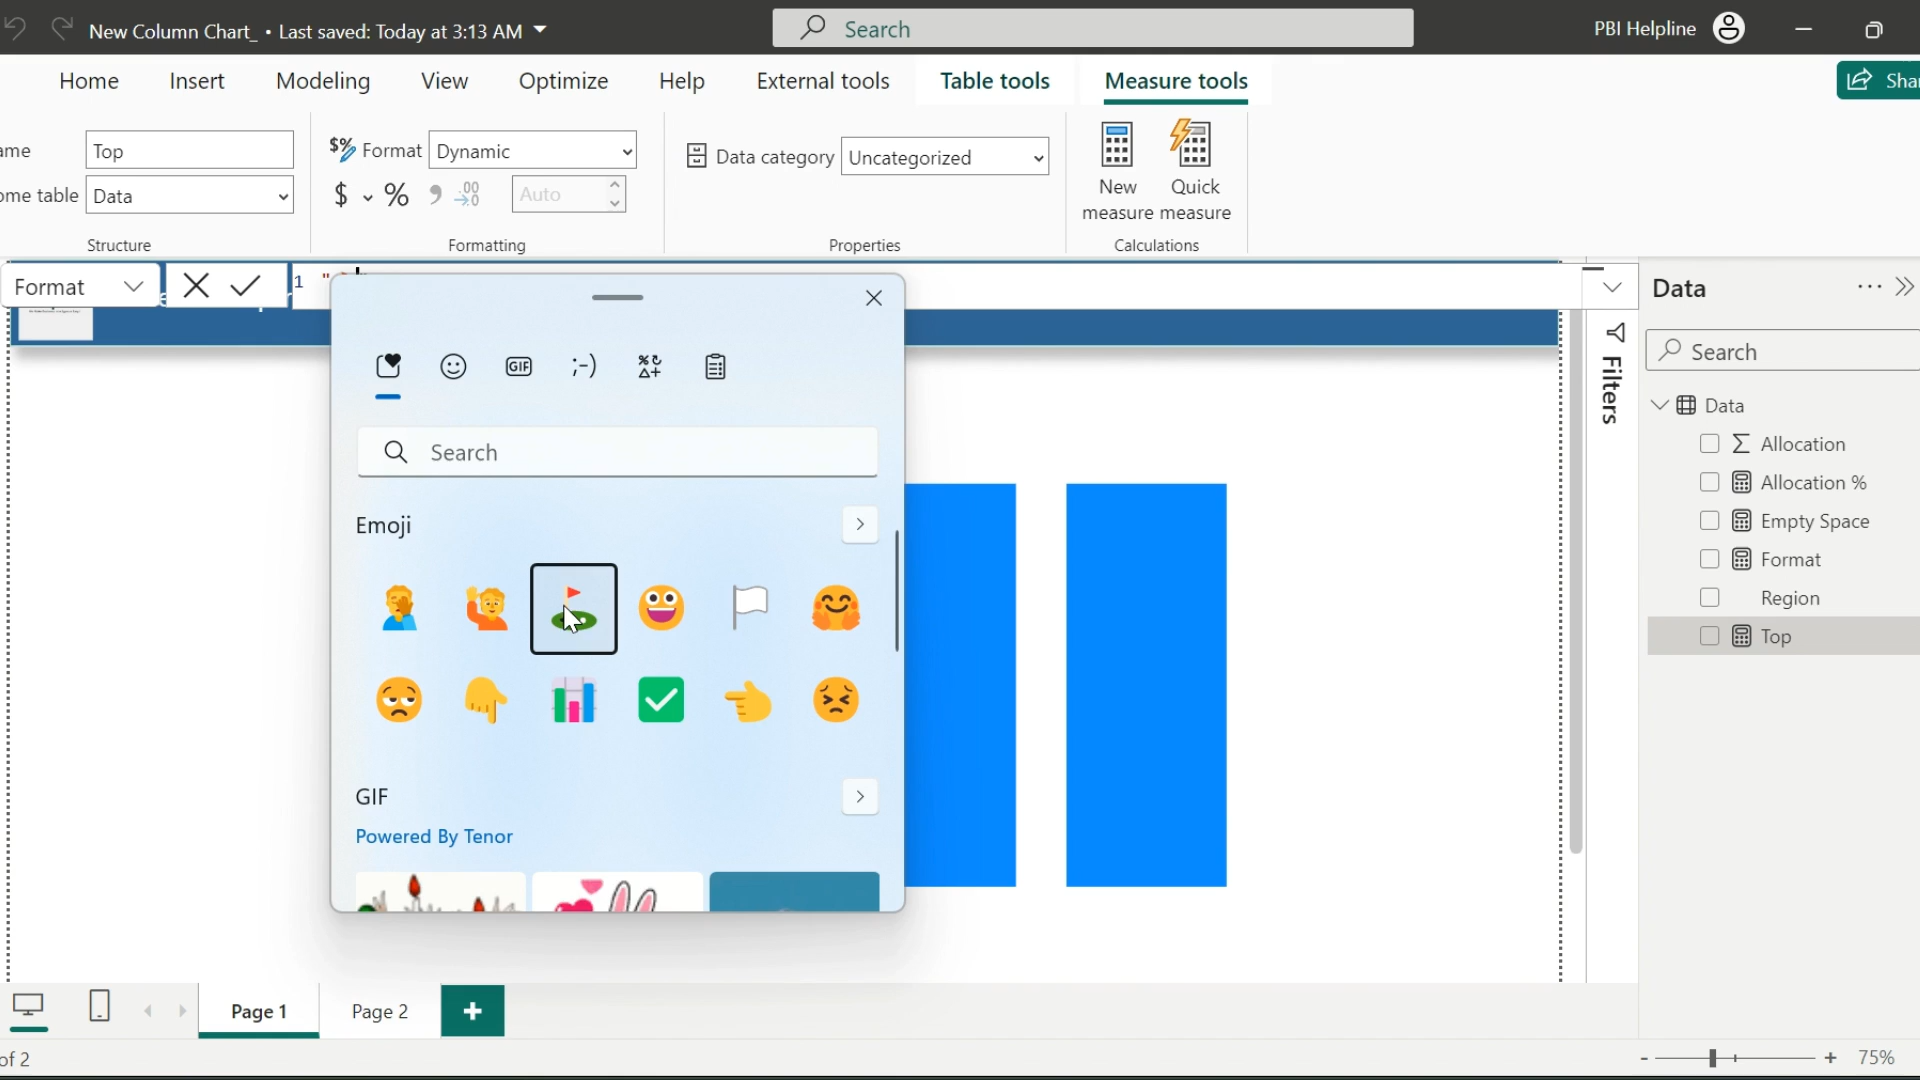 New Column Chart_ • Last saved: Today at 3:13 AM
Search
PBI Helpline
Home Insert Modeling View Optimize Help External tools Table tools Measure tools
Shar
ame Top
ome table Data
Structure
$% Format Dynamic
$ % 9 .00 Auto
Formatting
Data category Uncategorized
Properties
New measure
Quick measure
Calculations
Format
1 "
Search
Emoji
GIF
Powered By Tenor
Filters
Data
Search
Data
Allocation
Allocation %
Empty Space
Format
Region
Top
Page 1
Page 2
of 2
- + 75%